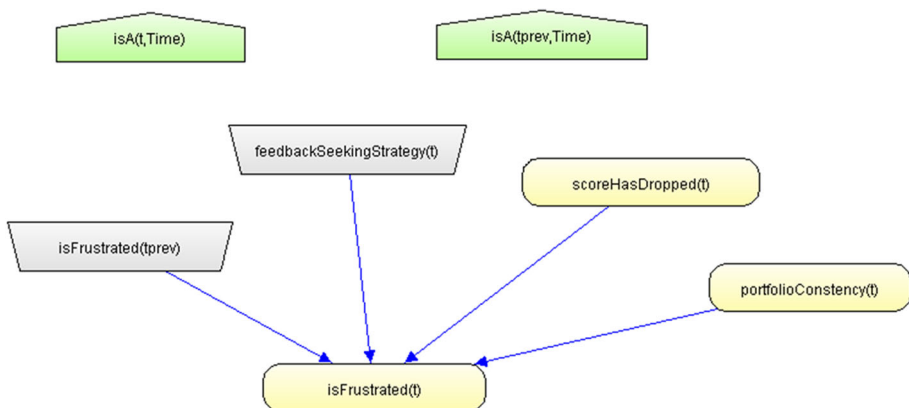 isA(t,Time)
isA(tprev,Time)
feedbackSeekingStrategy(t)
scoreHasDropped(t)
isFrustrated(tprev)
portfolioConstency(t)
isFrustrated(t)